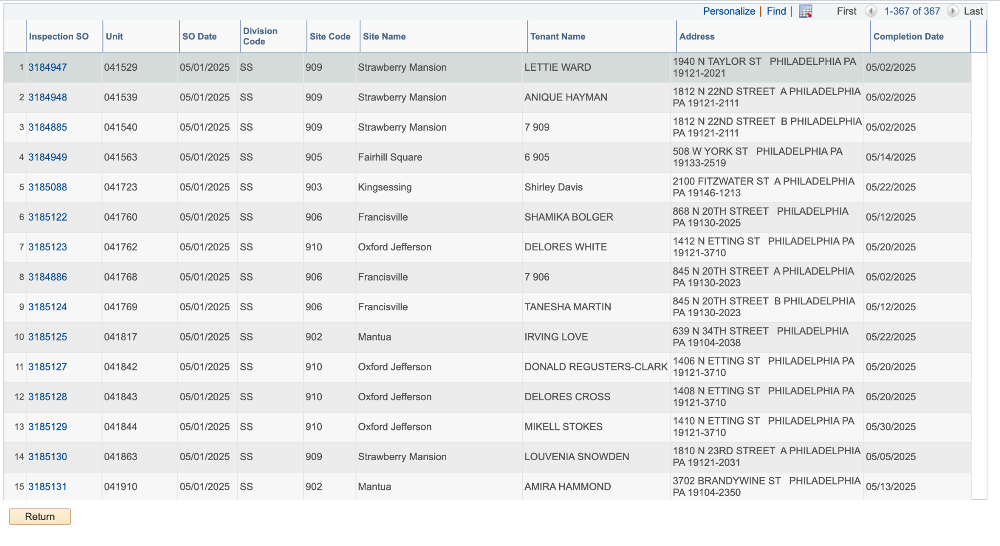 Personalize | Find | First 1-367 of 367 Last
Inspection SO Unit SO Date Division Code Site Code Site Name Tenant Name Address Completion Date
1 3184947 041529 05/01/2025 SS 909 Strawberry Mansion LETTIE WARD 1940 N TAYLOR ST PHILADELPHIA PA 19121-2021 05/02/2025
2 3184948 041539 05/01/2025 SS 909 Strawberry Mansion ANIQUE HAYMAN 1812 N 22ND STREET A PHILADELPHIA PA 19121-2111 05/02/2025
3 3184885 041540 05/01/2025 SS 909 Strawberry Mansion 7 909 1812 N 22ND STREET B PHILADELPHIA PA 19121-2111 05/02/2025
4 3184949 041563 05/01/2025 SS 905 Fairhill Square 6 905 508 W YORK ST PHILADELPHIA PA 19133-2519 05/14/2025
5 3185088 041723 05/01/2025 SS 903 Kingsessing Shirley Davis 2100 FITZWATER ST A PHILADELPHIA PA 19146-1213 05/22/2025
6 3185122 041760 05/01/2025 SS 906 Francisville SHAMIKA BOLGER 868 N 20TH STREET PHILADELPHIA PA 19130-2025 05/12/2025
7 3185123 041762 05/01/2025 SS 910 Oxford Jefferson DELORES WHITE 1412 N ETTING ST PHILADELPHIA PA 19121-3710 05/20/2025
8 3184886 041768 05/01/2025 SS 906 Francisville 7 906 845 N 20TH STREET A PHILADELPHIA PA 19130-2023 05/02/2025
9 3185124 041769 05/01/2025 SS 906 Francisville TANESHA MARTIN 845 N 20TH STREET B PHILADELPHIA PA 19130-2023 05/12/2025
10 3185125 041817 05/01/2025 SS 902 Mantua IRVING LOVE 639 N 34TH STREET PHILADELPHIA PA 19104-2038 05/22/2025
11 3185127 041842 05/01/2025 SS 910 Oxford Jefferson DONALD REGUSTERS-CLARK 1406 N ETTING ST PHILADELPHIA PA 19121-3710 05/20/2025
12 3185128 041843 05/01/2025 SS 910 Oxford Jefferson DELORES CROSS 1408 N ETTING ST PHILADELPHIA PA 19121-3710 05/20/2025
13 3185129 041844 05/01/2025 SS 910 Oxford Jefferson MIKELL STOKES 1410 N ETTING ST PHILADELPHIA PA 19121-3710 05/30/2025
14 3185130 041863 05/01/2025 SS 909 Strawberry Mansion LOUVENIA SNOWDEN 1810 N 23RD STREET A PHILADELPHIA PA 19121-2031 05/05/2025
15 3185131 041910 05/01/2025 SS 902 Mantua AMIRA HAMMOND 3702 BRANDYWINE ST PHILADELPHIA PA 19104-2350 05/13/2025
Return